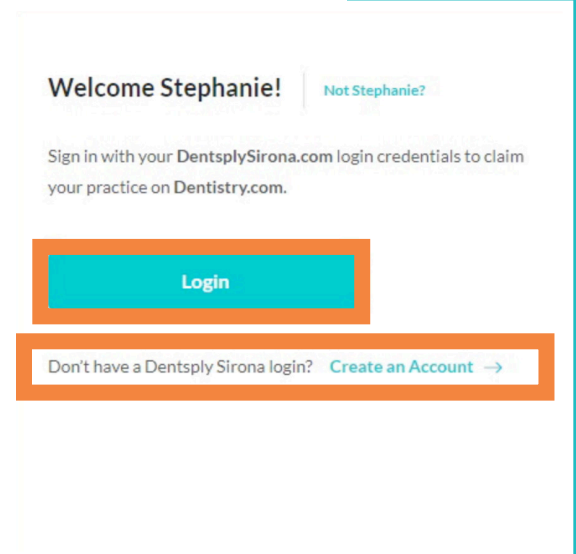 Welcome Stephanie! Not Stephanie?
Sign in with your DentsplySirona.com login credentials to claim
your practice on Dentistry.com.
Login
Don't have a Dentsply Sirona login? Create an Account →